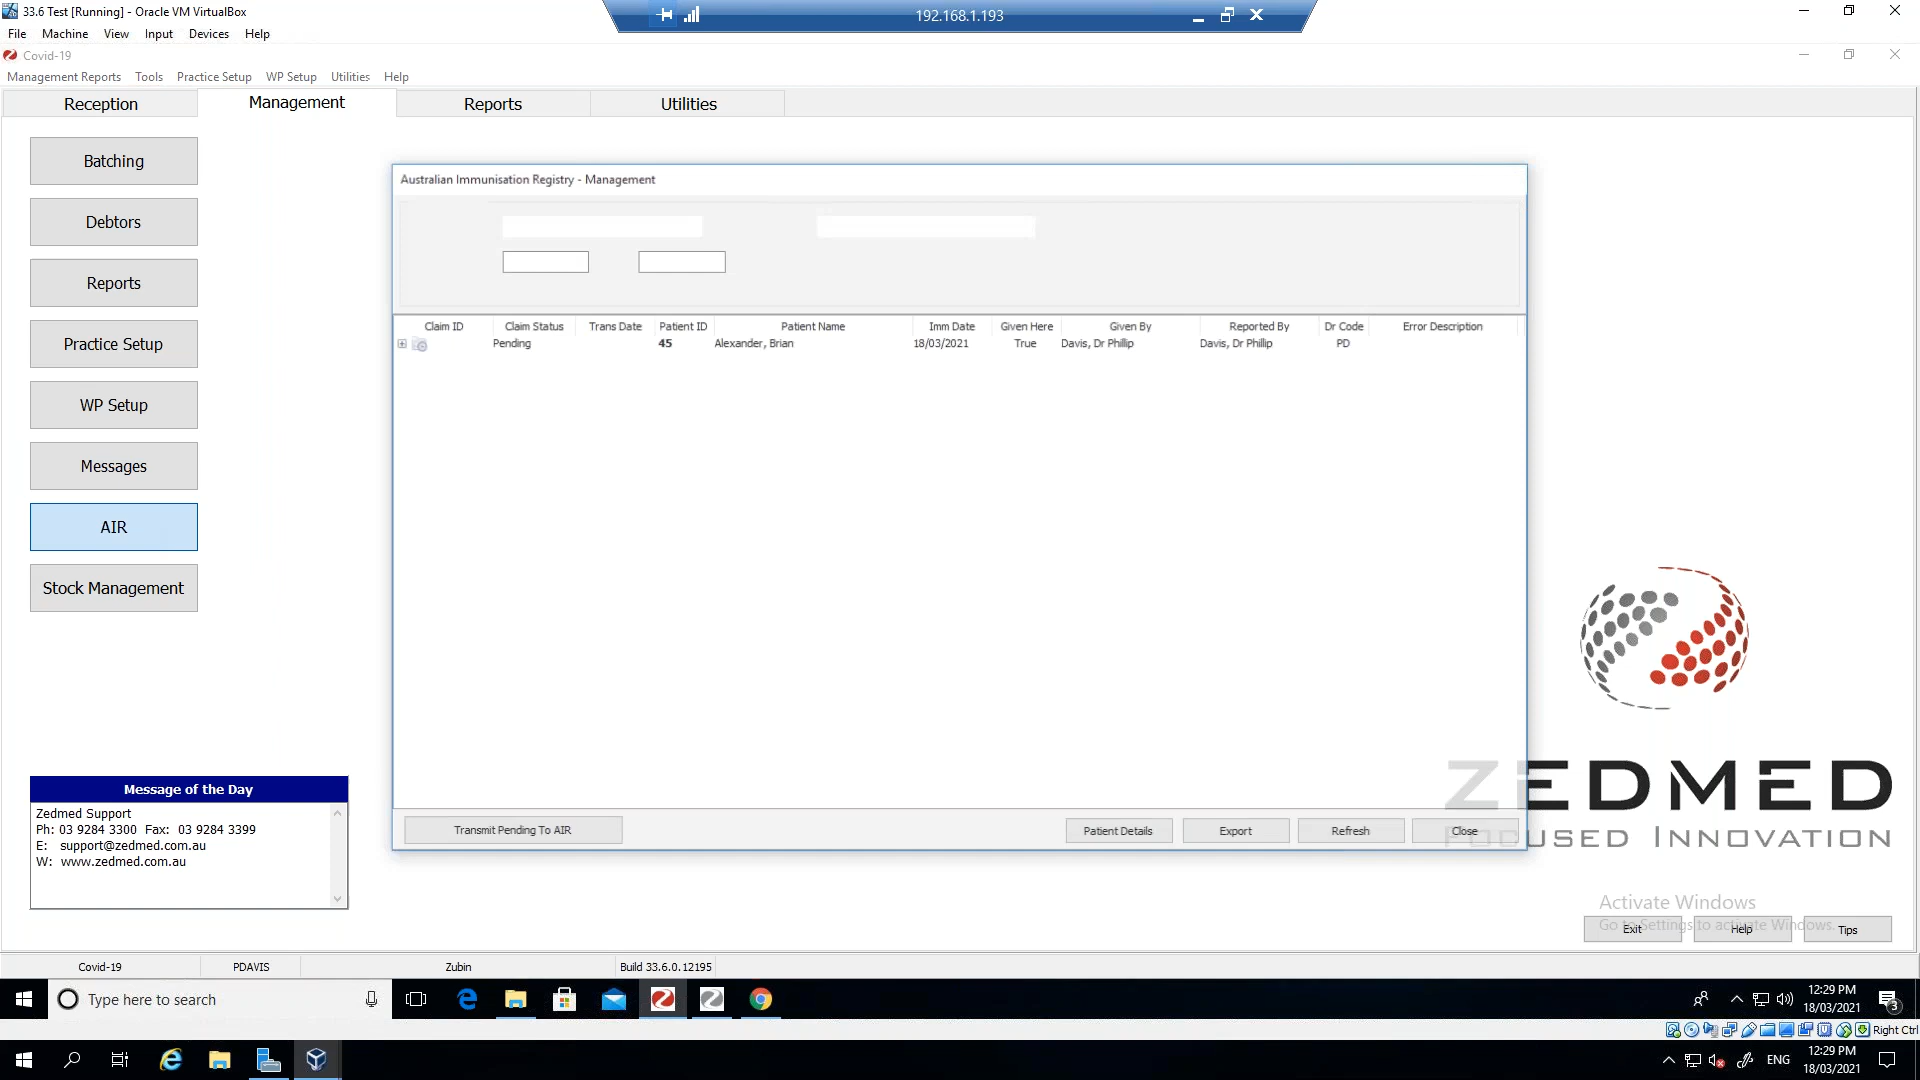 33.6 Test [Running] - Oracle VM VirtualBox
192.168.1.193
File Machine View Input Devices Help
Covid-19
Management Reports Tools Practice Setup WP Setup Utilities Help
Reception Management Reports Utilities
Batching
Debtors
Reports
Practice Setup
WP Setup
Messages
AIR
Stock Management
Australian Immunisation Registry - Management
Claim ID Claim Status Trans Date Patient ID Patient Name Imm Date Given Here Given By Reported By Dr Code Error Description
Pending 45 Alexander, Brian 18/03/2021 True Davis, Dr Phillip Davis, Dr Phillip PD
Transmit Pending To AIR Patient Details Export Refresh Close
ZEDMED
FOCUSED INNOVATION
Message of the Day
Zedmed Support
Ph: 03 9284 3300 Fax: 03 9284 3399
E: support@zedmed.com.au
W: www.zedmed.com.au
Activate Windows
Go to Settings to activate Windows.
Exit Help Tips
Covid-19 PDAVIS Zubin Build 33.6.0.12195
Type here to search
12:29 PM
18/03/2021
3
Right Ctrl
ENG
12:29 PM
18/03/2021